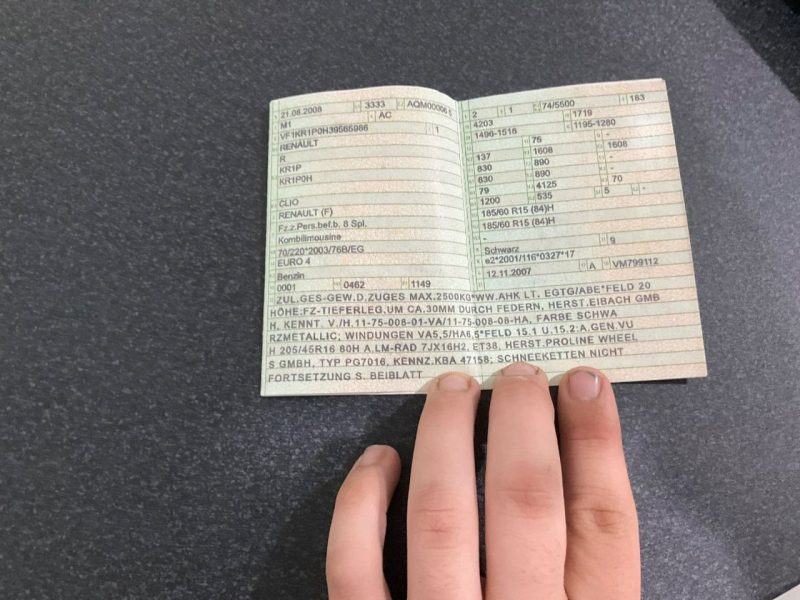 21.08.2008 3333 AQM00006 5
M1 AC
VF1KR1P0H39565986 1
RENAULT
R
KR1P
KR1P0H
CLIO
RENAULT (F)
Fz.z.Pers.bef.b. 8 Spl.
Kombilimousine
70/220*2003/76B/EG
EURO 4
Benzin
0001 0462 1149
2 1 74/5500 183
4203 1719
1496-1516 1195-1280
- 75 -
137 1608 1608
830 890 -
830 890 -
79 4125 70
1200 535 5 -
185/60 R15 (84)H
185/60 R15 (84)H
-
Schwarz 9
e2*2001/116*0327*17
12.11.2007 A VM799112
ZUL.GES-GEW.D.ZUGES MAX.2500KG*WW.AHK LT. EGTG/ABE*FELD 20
HÖHE:FZ-TIEFERLEG.UM CA.30MM DURCH FEDERN, HERST.EIBACH GMB
H, KENNT. V./H.11-75-008-01-VA/11-75-008-08-HA, FARBE SCHWA
RZMETALLIC; WINDUNGEN VA5,5/HA6,5*FELD 15.1 U.15.2:A.GEN.VU
H 205/45R16 80H A.LM-RAD 7JX16H2, ET38, HERST.PROLINE WHEEL
S GMBH, TYP PG7016, KENNZ.KBA 47158; SCHNEEKETTEN NICHT
FORTSETZUNG S. BEIBLATT